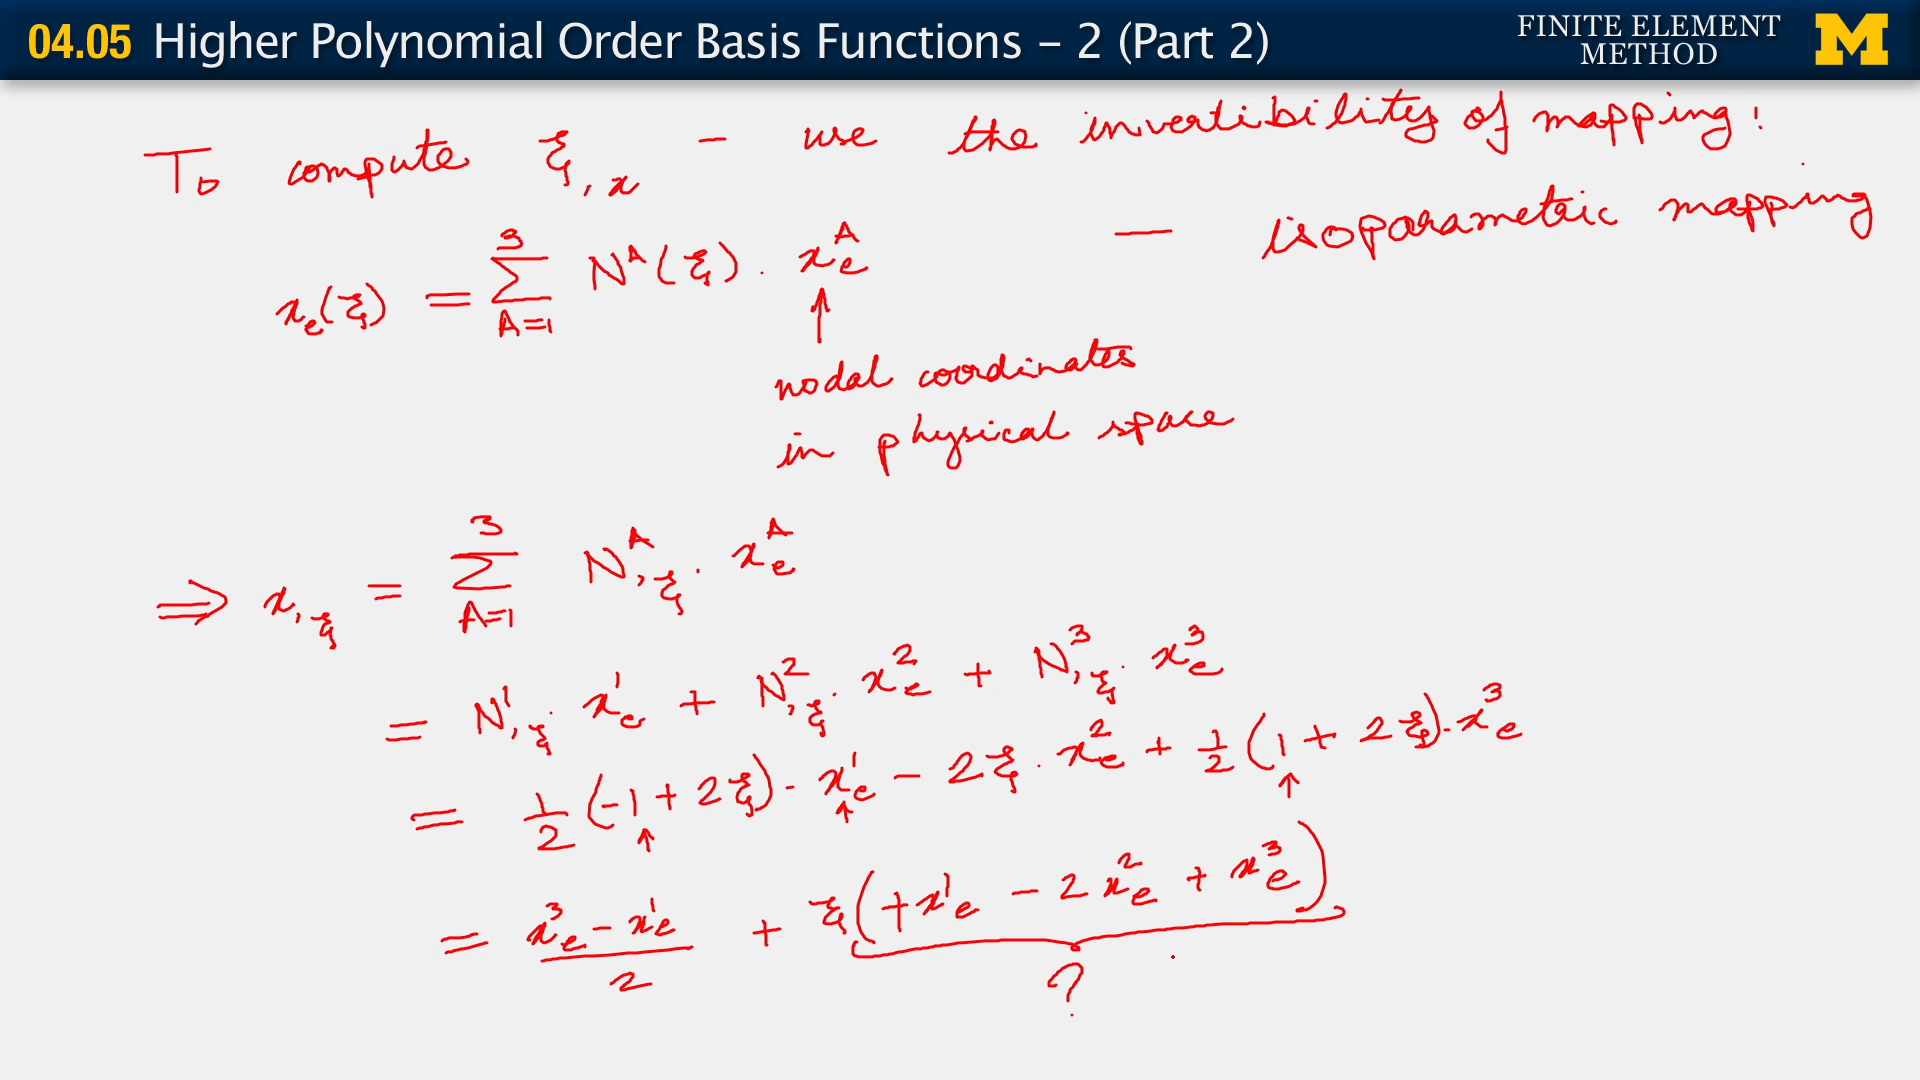 04.05 Higher Polynomial Order Basis Functions – 2 (Part 2)
FINITE ELEMENT
METHOD
M
To compute ξ,x – use the invertibility of mapping:
— isoparametric mapping
x_e(ξ) = ∑_{A=1}^{3} N^A(ξ) · x_e^A
↑
nodal coordinates
in physical space
⇒ x,ξ = ∑_{A=1}^{3} N^A,ξ · x_e^A
= N^1,ξ · x_e^1 + N^2,ξ · x_e^2 + N^3,ξ · x_e^3
= 1/2 (-1 + 2ξ) · x_e^1 – 2ξ · x_e^2 + 1/2 (1 + 2ξ) · x_e^3
= (x_e^3 – x_e^1)/2 + ξ(+x_e^1 – 2x_e^2 + x_e^3)
?